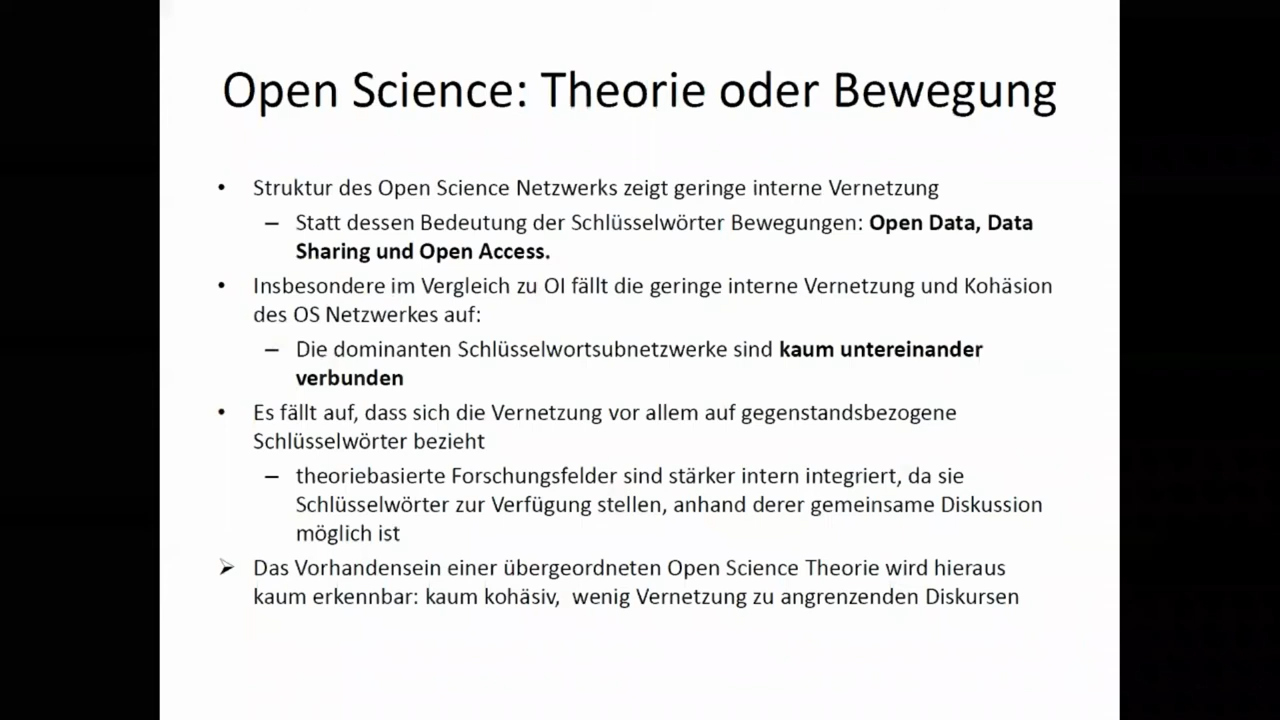 Open Science: Theorie oder Bewegung
• Struktur des Open Science Netzwerks zeigt geringe interne Vernetzung
– Statt dessen Bedeutung der Schlüsselwörter Bewegungen: Open Data, Data
Sharing und Open Access.
• Insbesondere im Vergleich zu OI fällt die geringe interne Vernetzung und Kohäsion
des OS Netzwerkes auf:
– Die dominanten Schlüsselwortsubnetzwerke sind kaum untereinander
verbunden
• Es fällt auf, dass sich die Vernetzung vor allem auf gegenstandsbezogene
Schlüsselwörter bezieht
– theoriebasierte Forschungsfelder sind stärker intern integriert, da sie
Schlüsselwörter zur Verfügung stellen, anhand derer gemeinsame Diskussion
möglich ist
➢ Das Vorhandensein einer übergeordneten Open Science Theorie wird hieraus
kaum erkennbar: kaum kohäsiv, wenig Vernetzung zu angrenzenden Diskursen